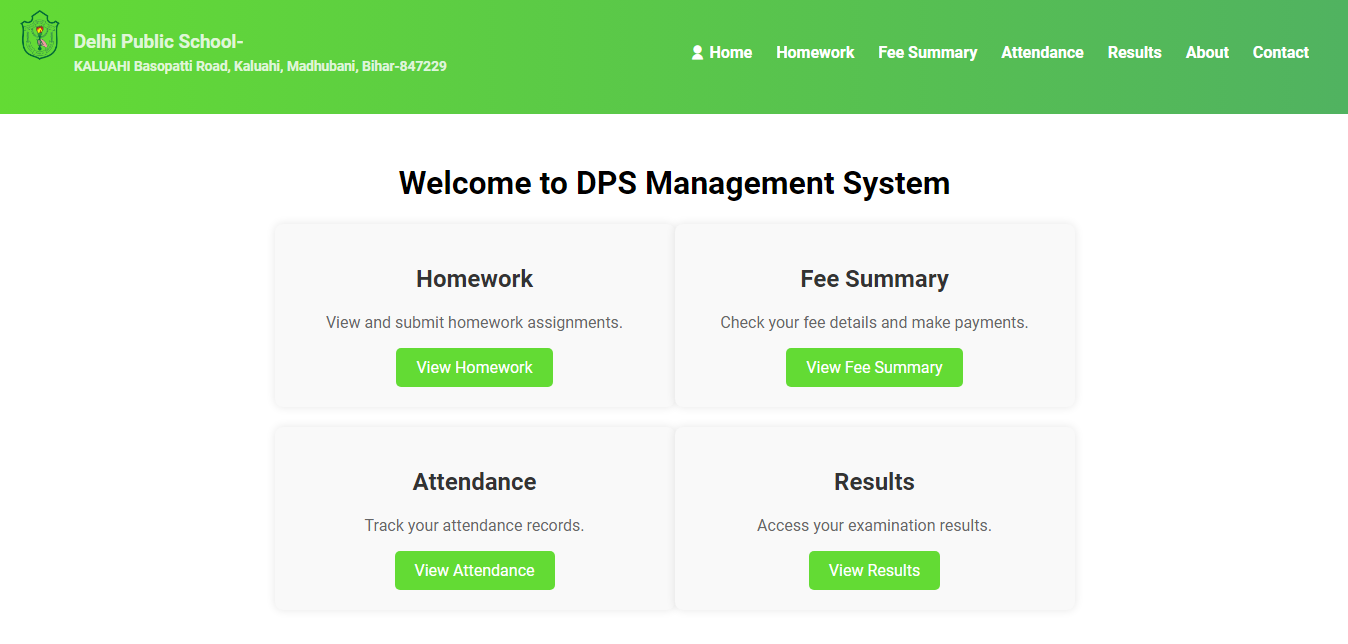 Delhi Public School-
KALUAHI Basopatti Road, Kaluahi, Madhubani, Bihar-847229
Home Homework Fee Summary Attendance Results About Contact
Welcome to DPS Management System
Homework
View and submit homework assignments.
View Homework
Fee Summary
Check your fee details and make payments.
View Fee Summary
Attendance
Track your attendance records.
View Attendance
Results
Access your examination results.
View Results